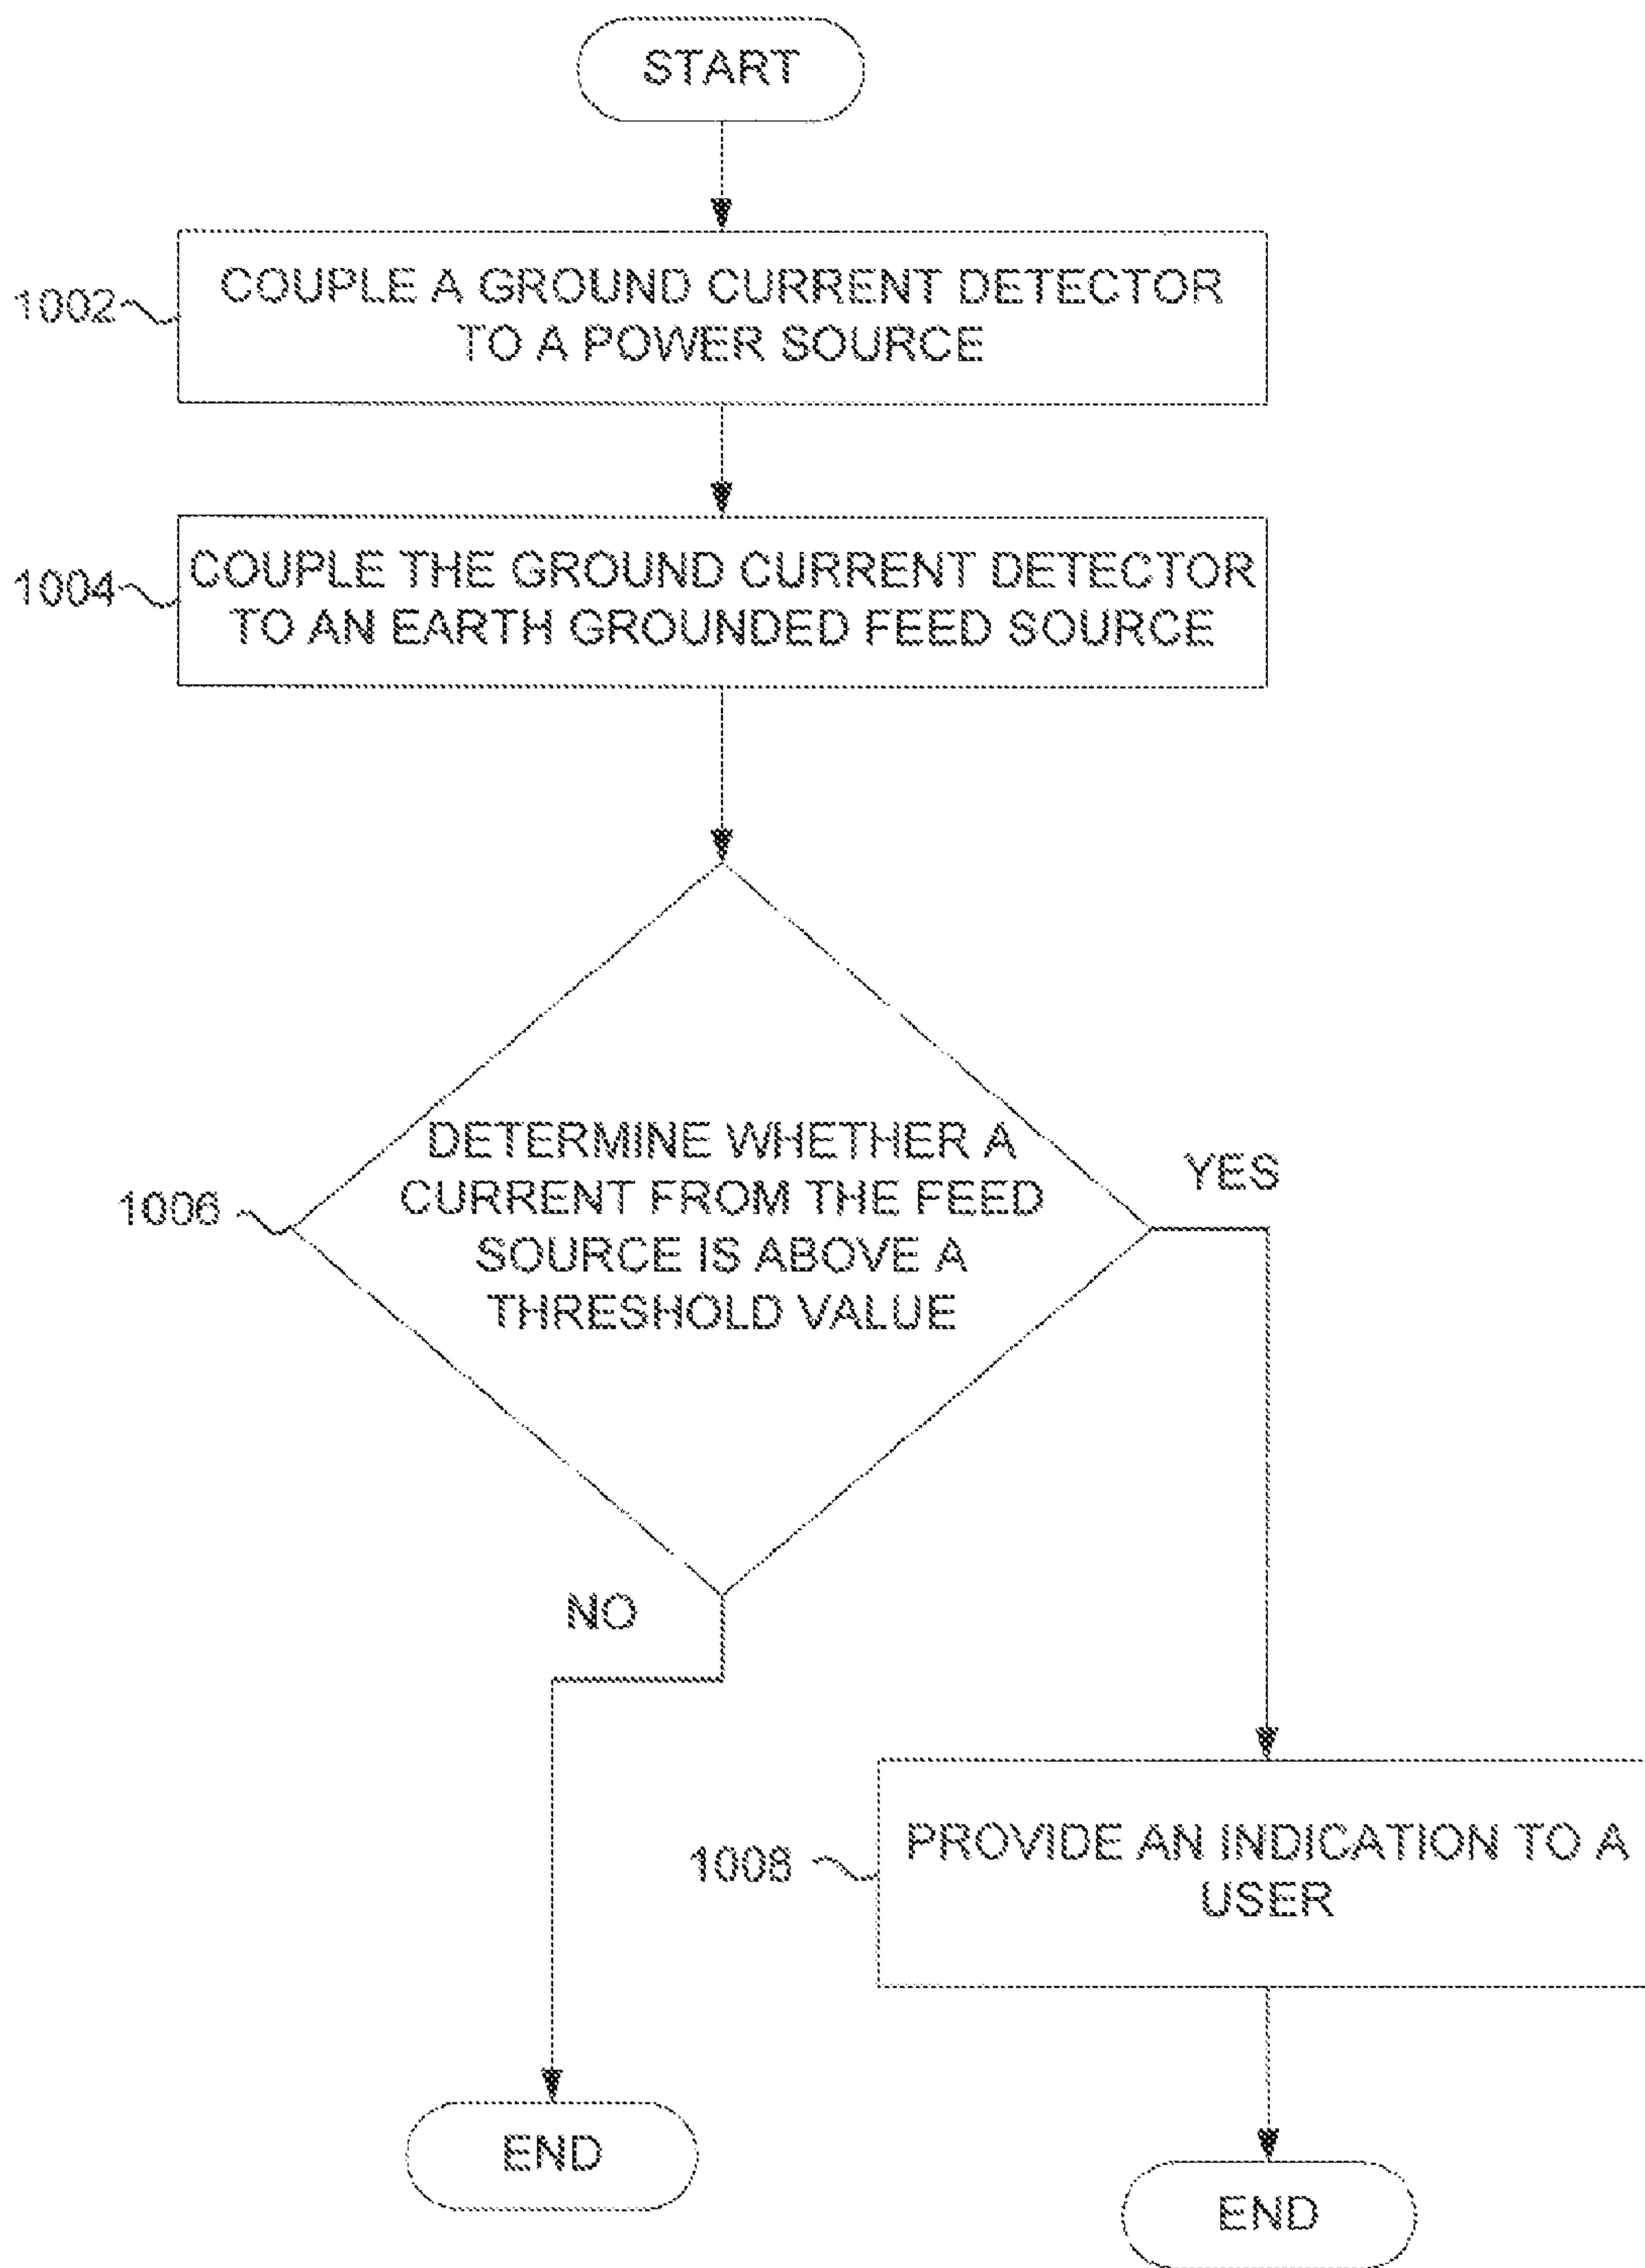 START
1002
COUPLE A GROUND CURRENT DETECTOR
TO A POWER SOURCE
1004
COUPLE THE GROUND CURRENT DETECTOR
TO AN EARTH GROUNDED FEED SOURCE
1006
DETERMINE WHETHER A
CURRENT FROM THE FEED
SOURCE IS ABOVE A
THRESHOLD VALUE
YES
NO
1008
PROVIDE AN INDICATION TO A
USER
END
END